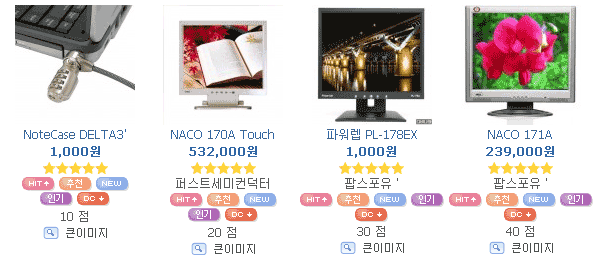 NoteCase DELTA3'
1,000원
HIT 추천 NEW
인기 DC
10 점
큰이미지
NACO 170A Touch
532,000원
퍼스트세미컨덕터
HIT 추천 NEW
인기 DC
20 점
큰이미지
파워렙 PL-178EX
1,000원
팝스포유 '
HIT 추천 NEW 인기
DC
30 점
큰이미지
NACO 171A
239,000원
팝스포유 '
HIT 추천 NEW 인기
DC
40 점
큰이미지